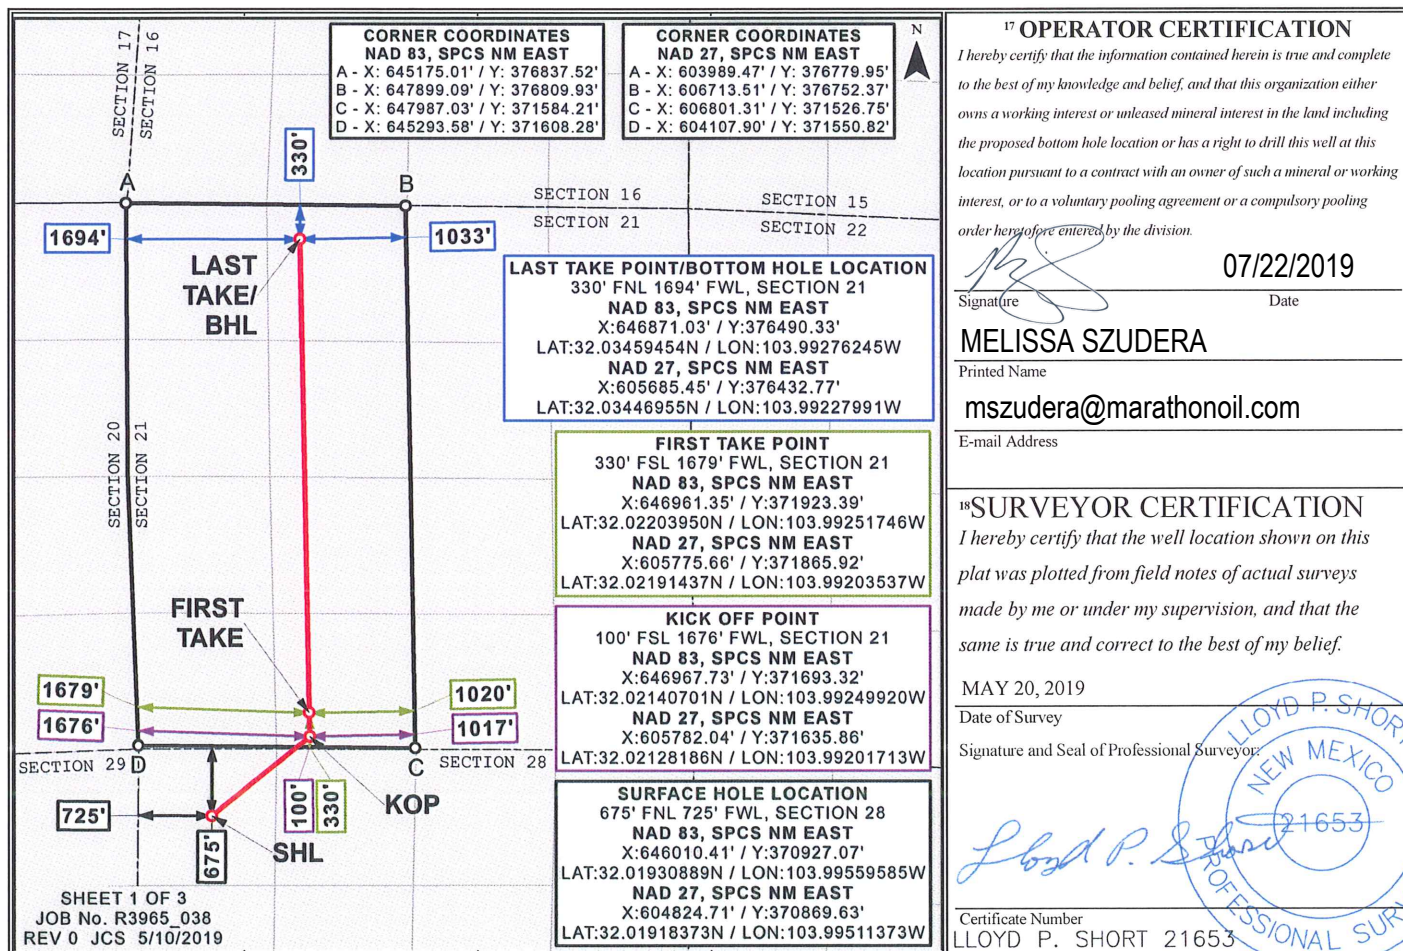 SECTION 17
SECTION 16
CORNER COORDINATES
NAD 83, SPCS NM EAST
A - X: 645175.01' / Y: 376837.52'
B - X: 647899.09' / Y: 376809.93'
C - X: 647987.03' / Y: 371584.21'
D - X: 645293.58' / Y: 371608.28'
CORNER COORDINATES
NAD 27, SPCS NM EAST
A - X: 603989.47' / Y: 376779.95'
B - X: 606713.51' / Y: 376752.37'
C - X: 606801.31' / Y: 371526.75'
D - X: 604107.90' / Y: 371550.82'
N
330'
A
B
SECTION 16
SECTION 15
SECTION 21
SECTION 22
1694'
1033'
LAST
TAKE/
BHL
LAST TAKE POINT/BOTTOM HOLE LOCATION
330' FNL 1694' FWL, SECTION 21
NAD 83, SPCS NM EAST
X:646871.03' / Y:376490.33'
LAT:32.03459454N / LON:103.99276245W
NAD 27, SPCS NM EAST
X:605685.45' / Y:376432.77'
LAT:32.03446955N / LON:103.99227991W
SECTION 20
SECTION 21
FIRST TAKE POINT
330' FSL 1679' FWL, SECTION 21
NAD 83, SPCS NM EAST
X:646961.35' / Y:371923.39'
LAT:32.02203950N / LON:103.99251746W
NAD 27, SPCS NM EAST
X:605775.66' / Y:371865.92'
LAT:32.02191437N / LON:103.99203537W
FIRST
TAKE
KICK OFF POINT
100' FSL 1676' FWL, SECTION 21
NAD 83, SPCS NM EAST
X:646967.73' / Y:371693.32'
LAT:32.02140701N / LON:103.99249920W
NAD 27, SPCS NM EAST
X:605782.04' / Y:371635.86'
LAT:32.02128186N / LON:103.99201713W
1679'
1020'
1676'
1017'
SECTION 29
D
C
SECTION 28
100'
330'
KOP
725'
675'
SHL
SURFACE HOLE LOCATION
675' FNL 725' FWL, SECTION 28
NAD 83, SPCS NM EAST
X:646010.41' / Y:370927.07'
LAT:32.01930889N / LON:103.99559585W
NAD 27, SPCS NM EAST
X:604824.71' / Y:370869.63'
LAT:32.01918373N / LON:103.99511373W
SHEET 1 OF 3
JOB No. R3965_038
REV 0 JCS 5/10/2019
17 OPERATOR CERTIFICATION
I hereby certify that the information contained herein is true and complete
to the best of my knowledge and belief, and that this organization either
owns a working interest or unleased mineral interest in the land including
the proposed bottom hole location or has a right to drill this well at this
location pursuant to a contract with an owner of such a mineral or working
interest, or to a voluntary pooling agreement or a compulsory pooling
order heretofore entered by the division.
07/22/2019
Signature Date
MELISSA SZUDERA
Printed Name
mszudera@marathonoil.com
E-mail Address
18 SURVEYOR CERTIFICATION
I hereby certify that the well location shown on this
plat was plotted from field notes of actual surveys
made by me or under my supervision, and that the
same is true and correct to the best of my belief.
MAY 20, 2019
Date of Survey
Signature and Seal of Professional Surveyor:
LLOYD P. SHORT
NEW MEXICO
21653
PROFESSIONAL SURV
Lloyd P. Short
Certificate Number
LLOYD P. SHORT 21653